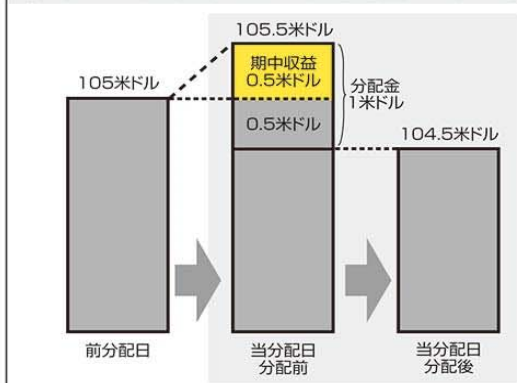 105.5米ドル
105米ドル
期中収益
0.5米ドル
分配金
1米ドル
0.5米ドル
104.5米ドル
前分配日
当分配日
分配前
当分配日
分配後